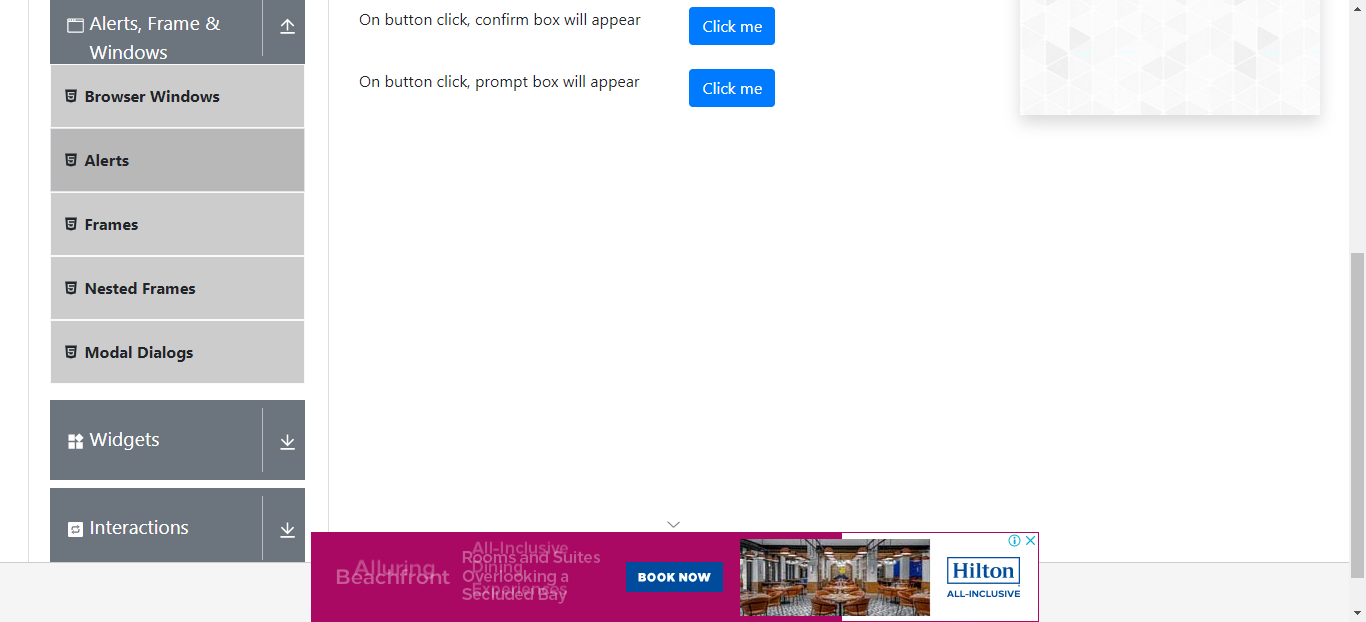 Alerts, Frame &
Windows
Browser Windows
Alerts
Frames
Nested Frames
Modal Dialogs
Widgets
Interactions
On button click, confirm box will appear
Click me
On button click, prompt box will appear
Click me
Alluring
Beachfront
All-Inclusive
Dining
Experiences
Rooms and Suites
Overlooking a
Secluded Bay
BOOK NOW
Hilton
ALL-INCLUSIVE